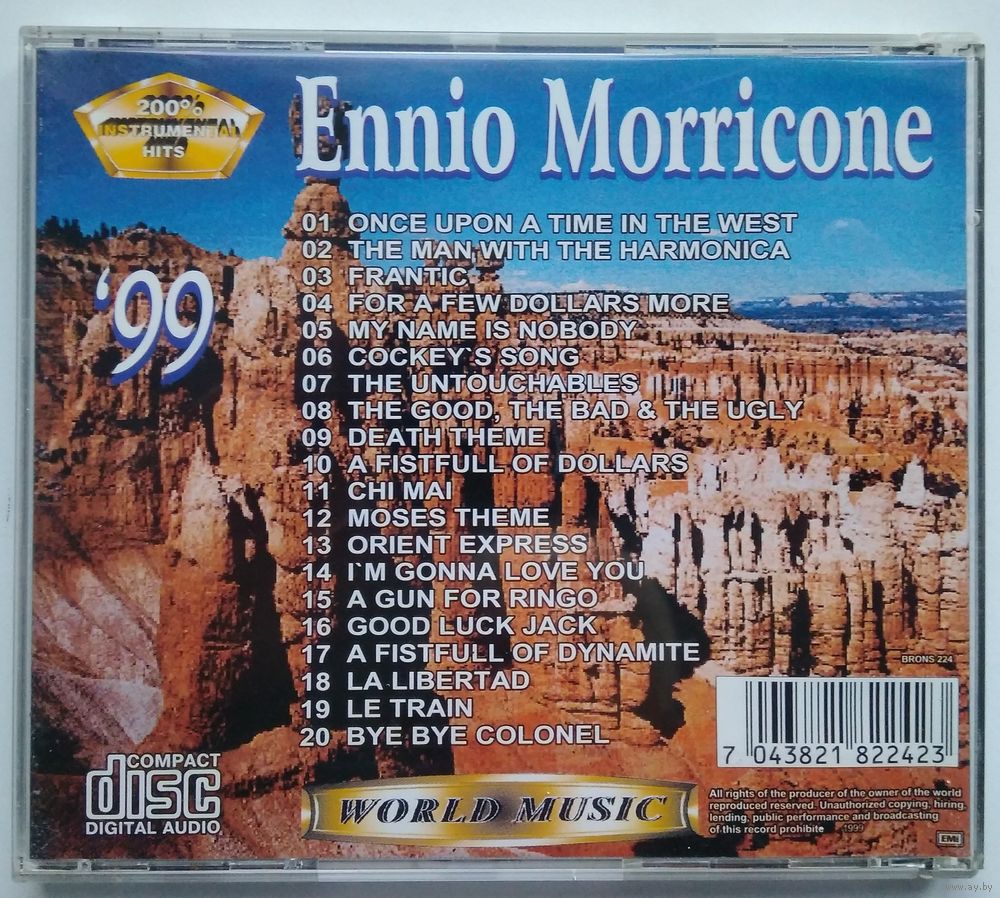 200%
INSTRUMENTAL
HITS
Ennio Morricone
'99
01 ONCE UPON A TIME IN THE WEST
02 THE MAN WITH THE HARMONICA
03 FRANTIC
04 FOR A FEW DOLLARS MORE
05 MY NAME IS NOBODY
06 COCKEY`S SONG
07 THE UNTOUCHABLES
08 THE GOOD, THE BAD & THE UGLY
09 DEATH THEME
10 A FISTFULL OF DOLLARS
11 CHI MAI
12 MOSES THEME
13 ORIENT EXPRESS
14 I`M GONNA LOVE YOU
15 A GUN FOR RINGO
16 GOOD LUCK JACK
17 A FISTFULL OF DYNAMITE
18 LA LIBERTAD
19 LE TRAIN
20 BYE BYE COLONEL
BRONS 224
7 043821 822423
COMPACT
disc
DIGITAL AUDIO
WORLD MUSIC
All rights of the producer of the owner of the world
reproduced reserved. Unauthorized copying, hiring,
lending, public performance and broadcasting
of this record prohibite 1999
EMI
www.ay.by